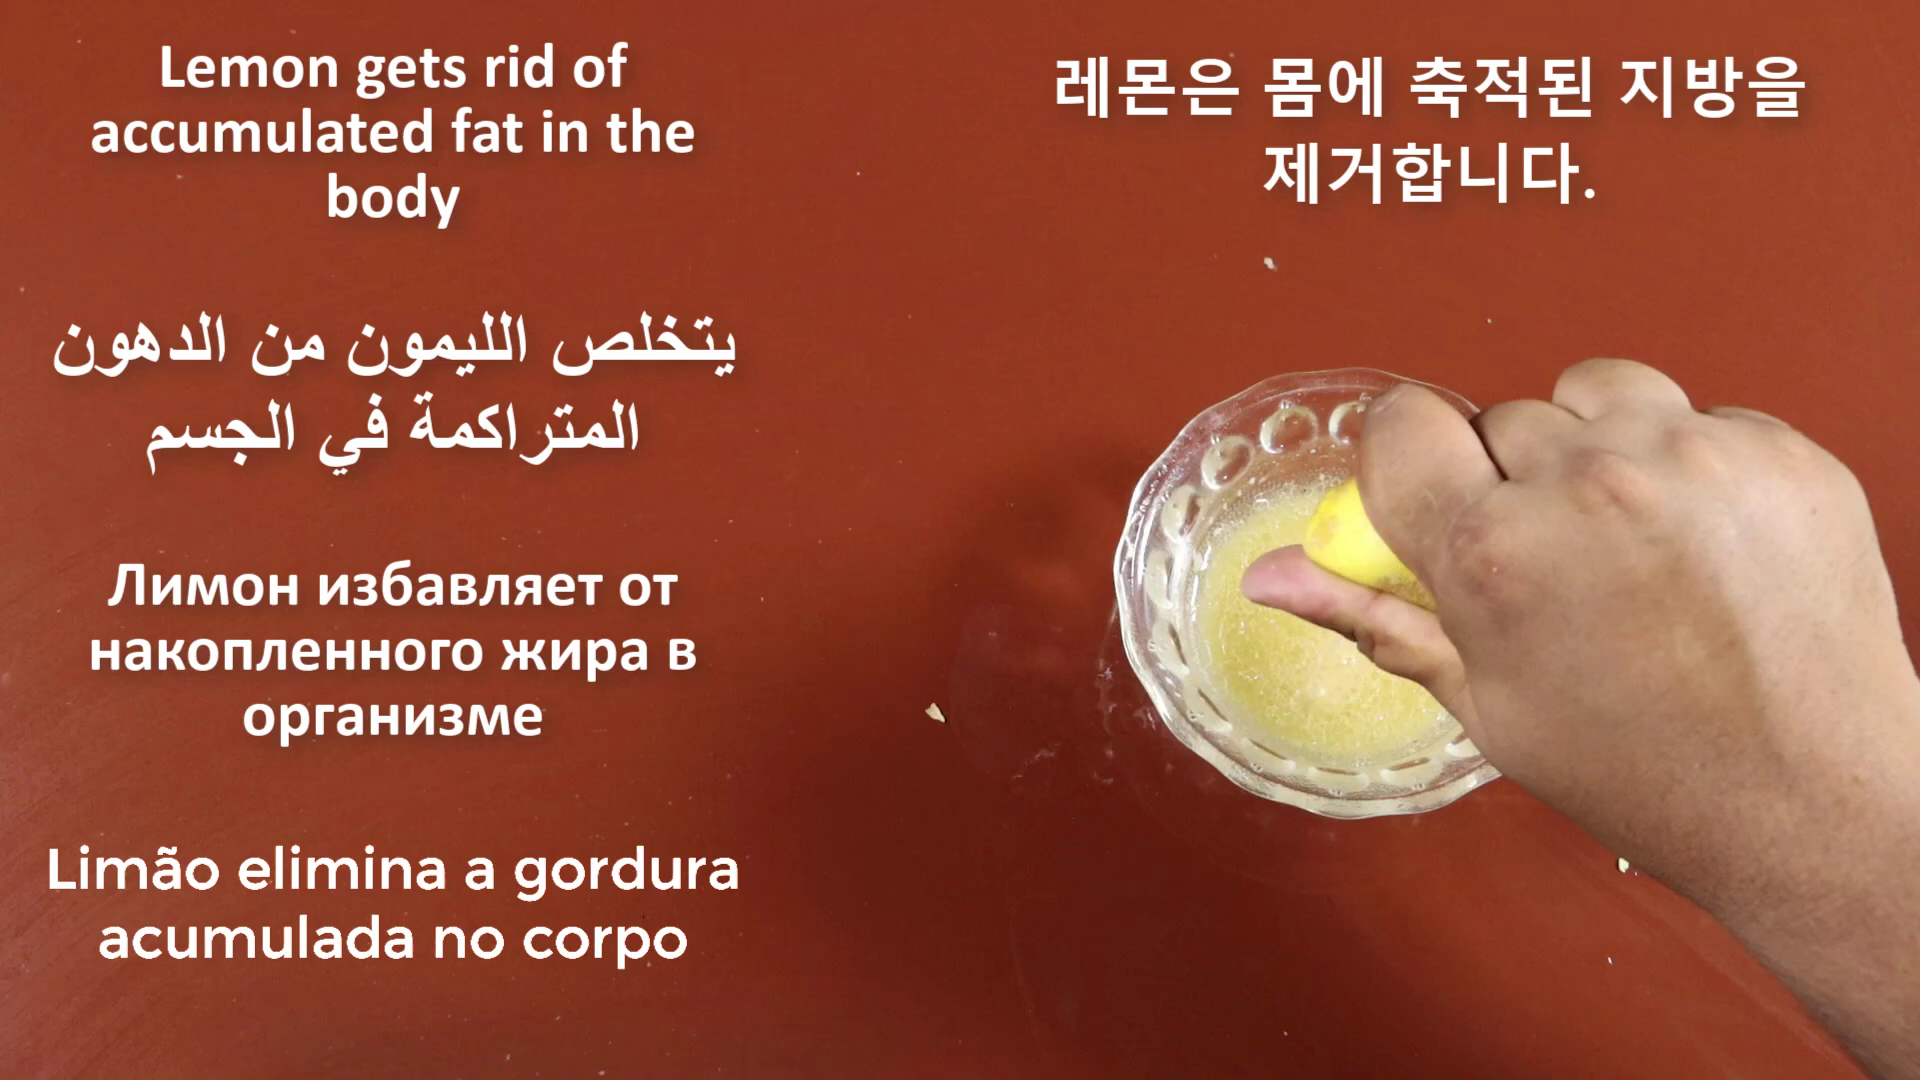 Lemon gets rid of
accumulated fat in the
body
يتخلص الليمون من الدهون
المتراكمة في الجسم
Лимон избавляет от
накопленного жира в
организме
Limão elimina a gordura
acumulada no corpo
레몬은 몸에 축적된 지방을
제거합니다.